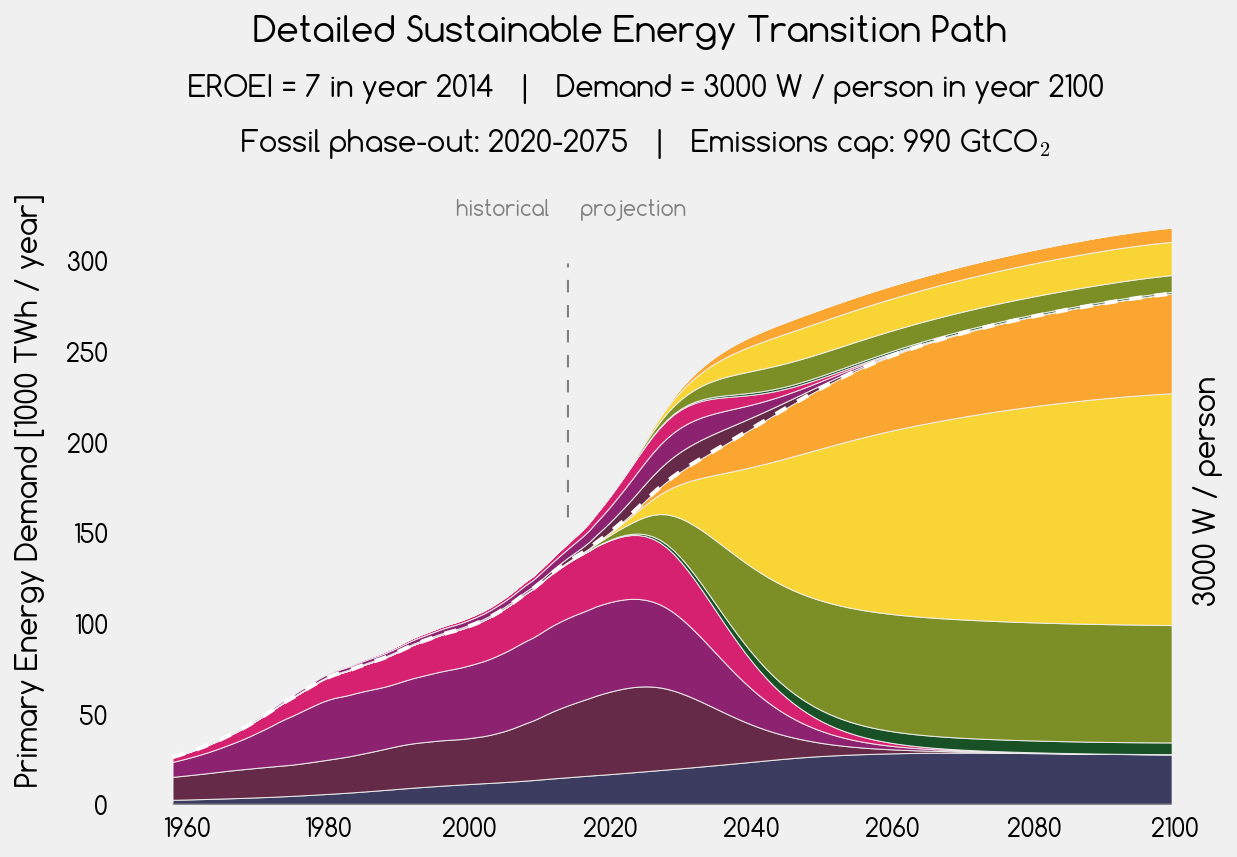 Detailed Sustainable Energy Transition Path
EROEI = 7 in year 2014 | Demand = 3000 W / person in year 2100
Fossil phase-out: 2020-2075 | Emissions cap: 990 GtCO₂
historical projection
Primary Energy Demand [1000 TWh / year]
300
250
200
150
100
50
0
3000 W / person
1960 1980 2000 2020 2040 2060 2080 2100